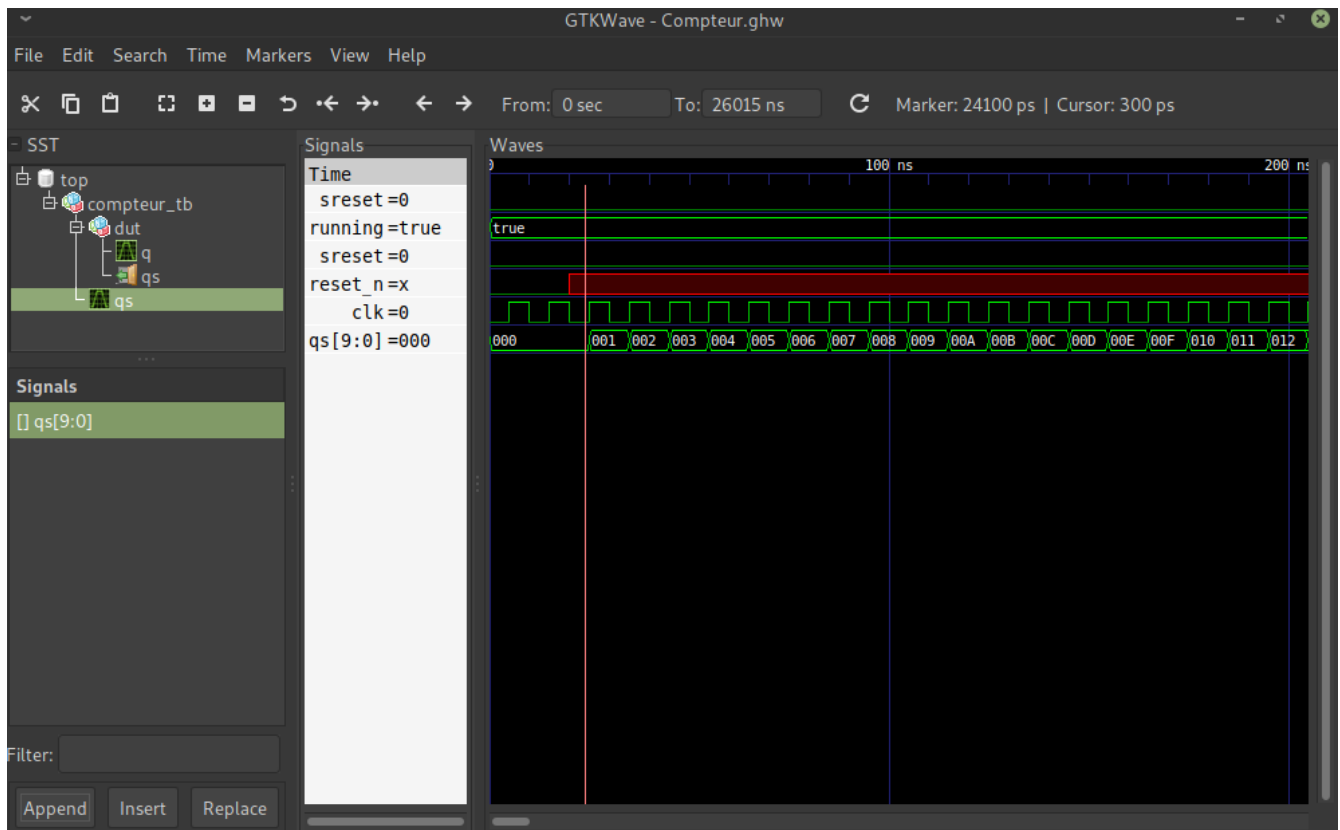 GTKWave - Compteur.ghw
File Edit Search Time Markers View Help
From: 0 sec To: 26015 ns Marker: 24100 ps | Cursor: 300 ps
SST
top
compteur_tb
dut
q
qs
qs
Signals
[] qs[9:0]
Filter:
Append Insert Replace
Signals
Time
sreset =0
running =true
sreset =0
reset_n =x
clk =0
qs[9:0] =000
Waves
0 100 ns 200 ns
true
000 001 002 003 004 005 006 007 008 009 00A 00B 00C 00D 00E 00F 010 011 012